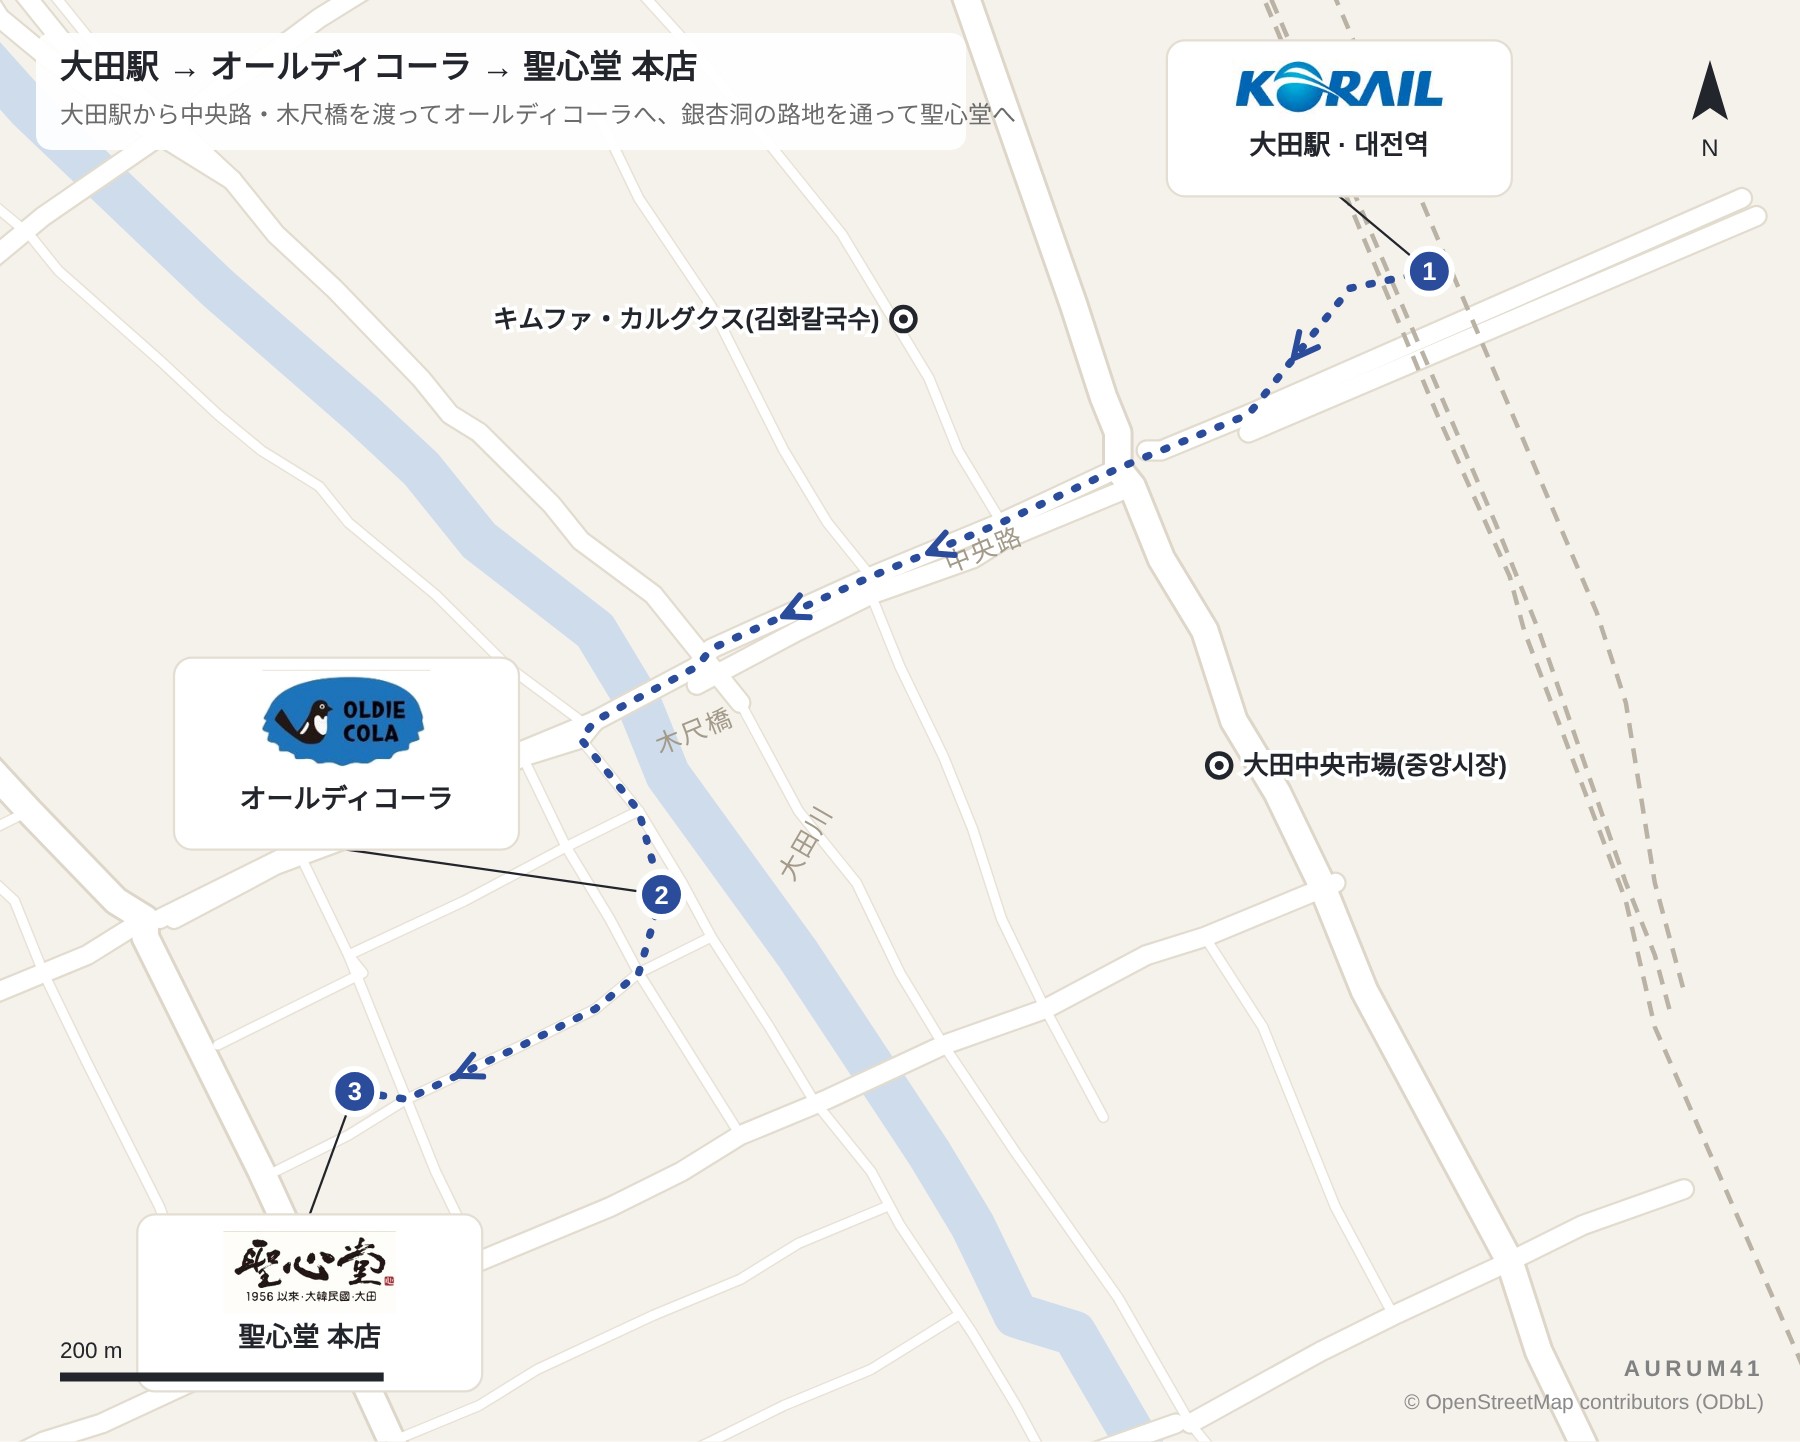 大田駅 → オールディコーラ → 聖心堂 本店
大田駅から中央路・木尺橋を渡ってオールディコーラへ、銀杏洞の路地を通って聖心堂へ
KORAIL
大田駅 · 대전역
N
1
キムファ・カルグクス(김화칼국수)
中央路
OLDIE
COLA
オールディコーラ
木尺橋
大田中央市場(중앙시장)
大田川
2
3
聖心堂
1956 以來·大韓民國·大田
聖心堂 本店
200 m
AURUM41
© OpenStreetMap contributors (ODbL)